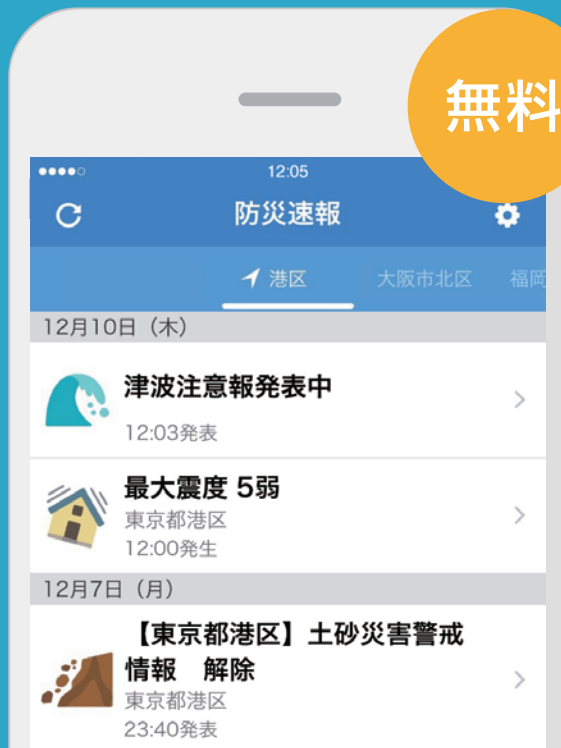 無料
12:05
防災速報
港区 大阪市北区 福岡
12月10日（木）
津波注意報発表中
12:03発表
最大震度 5弱
東京都港区
12:00発生
12月7日（月）
【東京都港区】土砂災害警戒
情報　解除
東京都港区
23:40発表